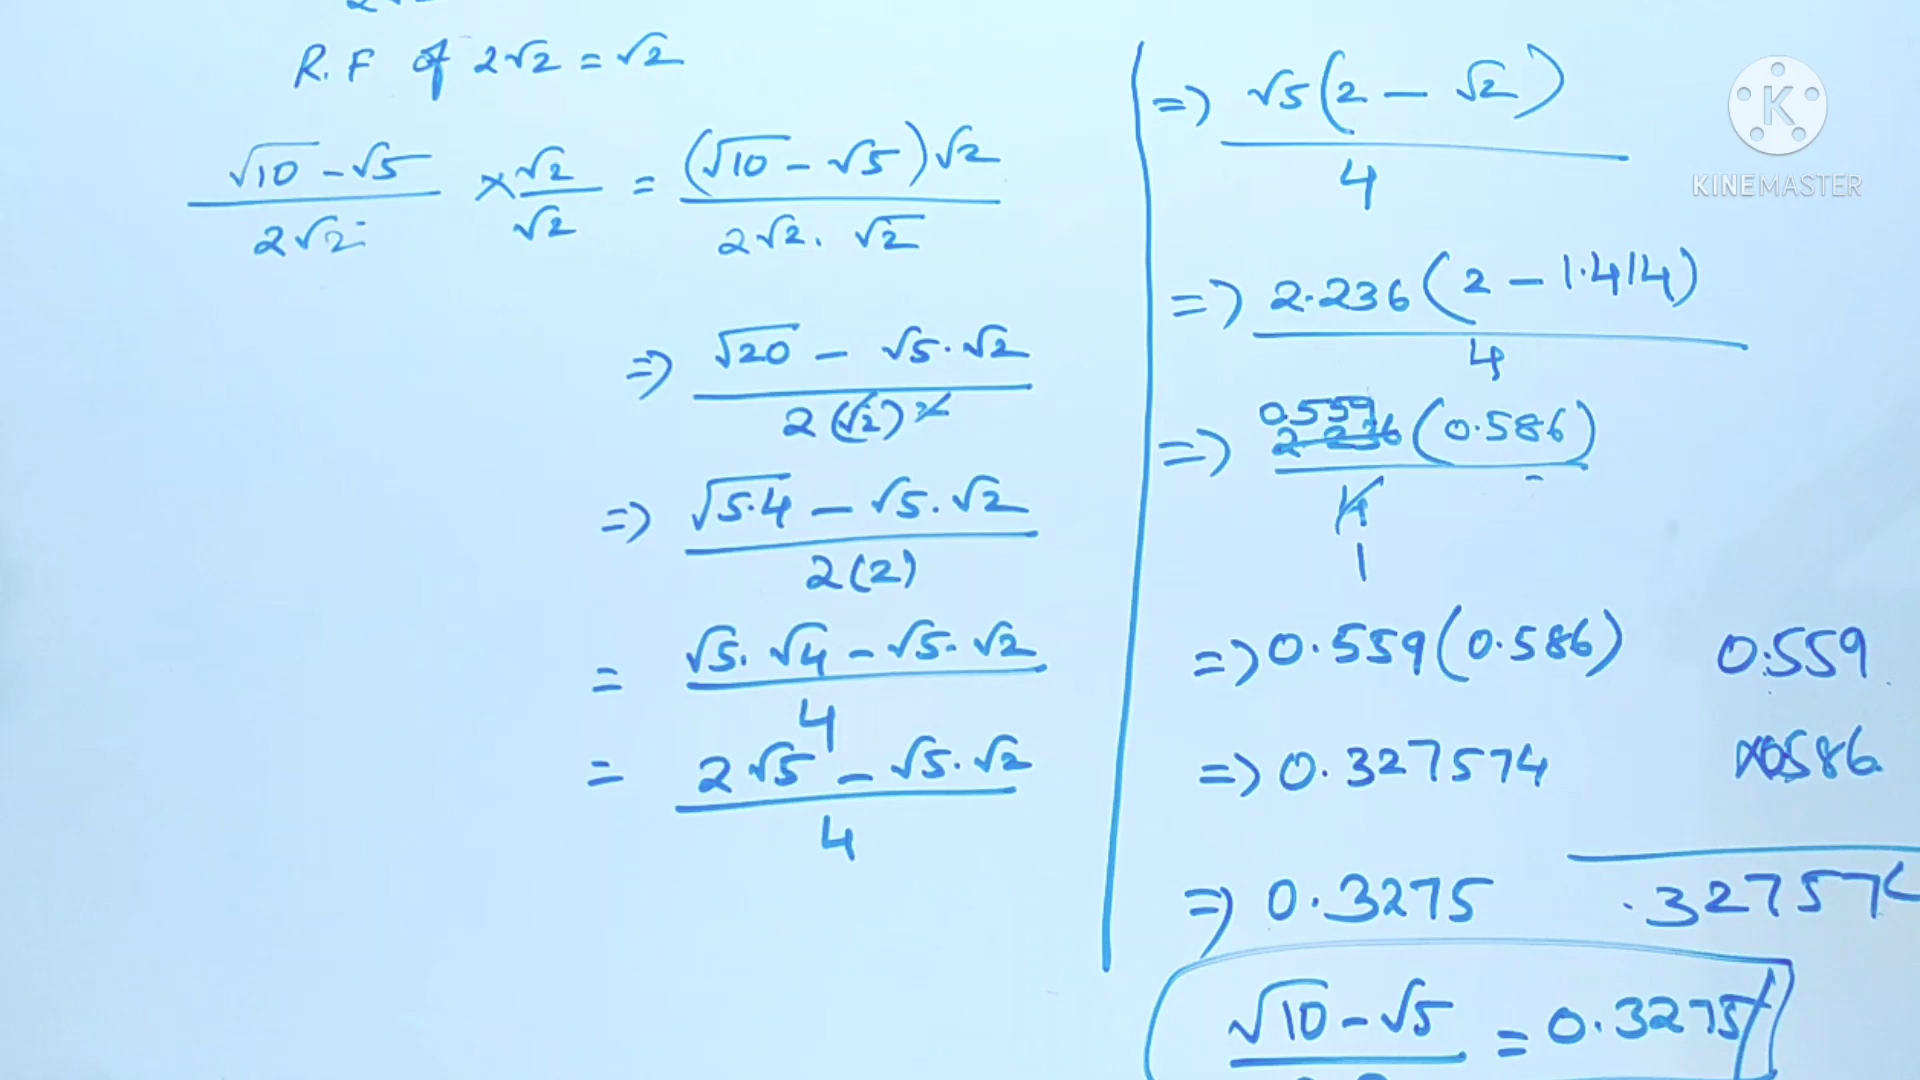 R.F of 2√2 = √2
(√10 - √5)/(2√2) × √2/√2 = ((√10 - √5)√2)/(2√2 . √2)
=> (√20 - √5.√2)/(2(√2)²)
=> (√5.4 - √5.√2)/(2(2))
= (√5.√4 - √5.√2)/4
= (2√5 - √5.√2)/4
=> (√5(2 - √2))/4
=> (2.236(2 - 1.414))/4
0.559
=> (2.236(0.586))/4
1
=> 0.559(0.586)
=> 0.327574
=> 0.3275
√10 - √5 = 0.3275
0.559
×0.586
.32757
KINEMASTER